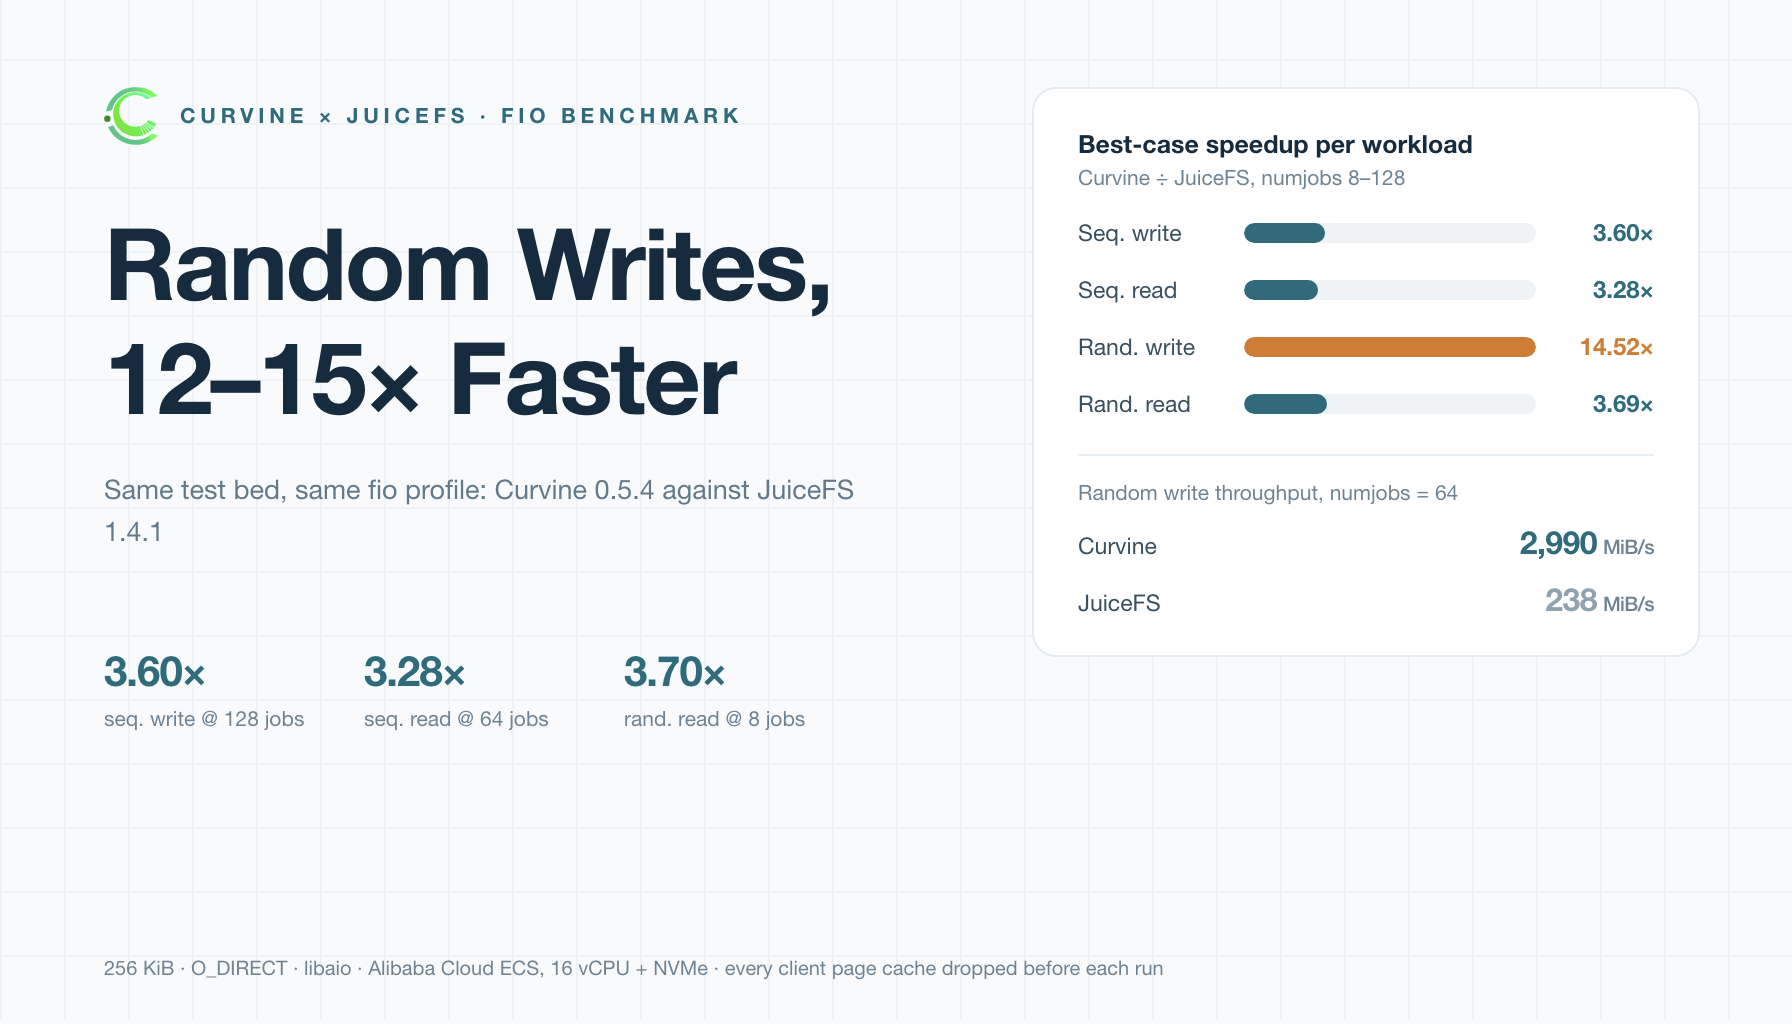 CURVINE × JUICEFS · FIO BENCHMARK
Random Writes,
12–15× Faster
Same test bed, same fio profile: Curvine 0.5.4 against JuiceFS
1.4.1
3.60×
seq. write @ 128 jobs
3.28×
seq. read @ 64 jobs
3.70×
rand. read @ 8 jobs
Best-case speedup per workload
Curvine ÷ JuiceFS, numjobs 8–128
Seq. write 3.60×
Seq. read 3.28×
Rand. write 14.52×
Rand. read 3.69×
Random write throughput, numjobs = 64
Curvine 2,990 MiB/s
JuiceFS 238 MiB/s
256 KiB · O_DIRECT · libaio · Alibaba Cloud ECS, 16 vCPU + NVMe · every client page cache dropped before each run